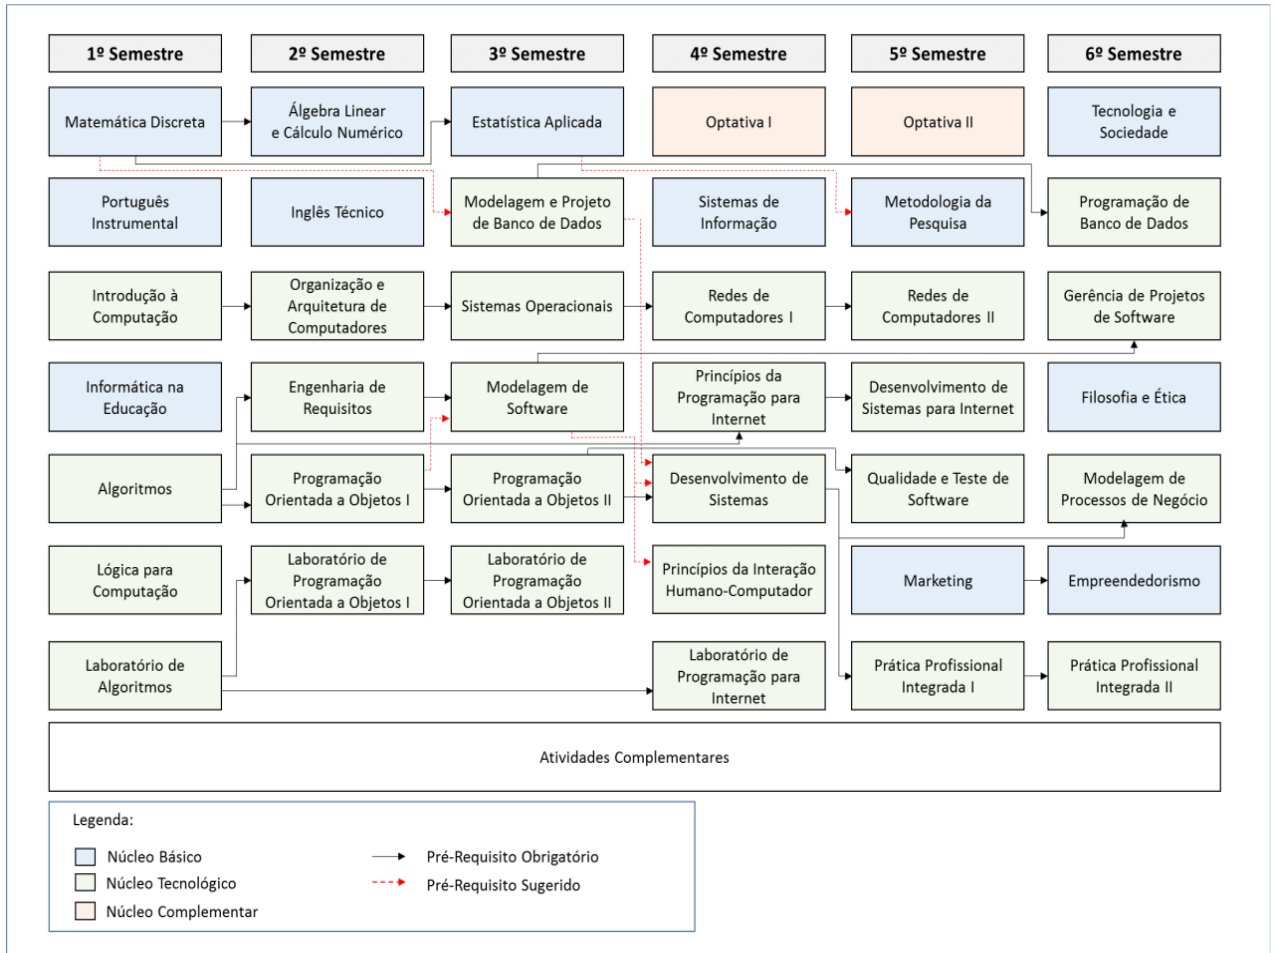 1º Semestre
2º Semestre
3º Semestre
4º Semestre
5º Semestre
6º Semestre
Matemática Discreta
Álgebra Linear
e Cálculo Numérico
Estatística Aplicada
Optativa I
Optativa II
Tecnologia e
Sociedade
Português
Instrumental
Inglês Técnico
Modelagem e Projeto
de Banco de Dados
Sistemas de
Informação
Metodologia da
Pesquisa
Programação de
Banco de Dados
Introdução à
Computação
Organização e
Arquitetura de
Computadores
Sistemas Operacionais
Redes de
Computadores I
Redes de
Computadores II
Gerência de Projetos
de Software
Informática na
Educação
Engenharia de
Requisitos
Modelagem de
Software
Princípios da
Programação para
Internet
Desenvolvimento de
Sistemas para Internet
Filosofia e Ética
Algoritmos
Programação
Orientada a Objetos I
Programação
Orientada a Objetos II
Desenvolvimento de
Sistemas
Qualidade e Teste de
Software
Modelagem de
Processos de Negócio
Lógica para
Computação
Laboratório de
Programação
Orientada a Objetos I
Laboratório de
Programação
Orientada a Objetos II
Princípios da Interação
Humano-Computador
Marketing
Empreendedorismo
Laboratório de
Algoritmos
Laboratório de
Programação para
Internet
Prática Profissional
Integrada I
Prática Profissional
Integrada II
Atividades Complementares
Legenda:
Núcleo Básico
Núcleo Tecnológico
Núcleo Complementar
Pré-Requisito Obrigatório
Pré-Requisito Sugerido